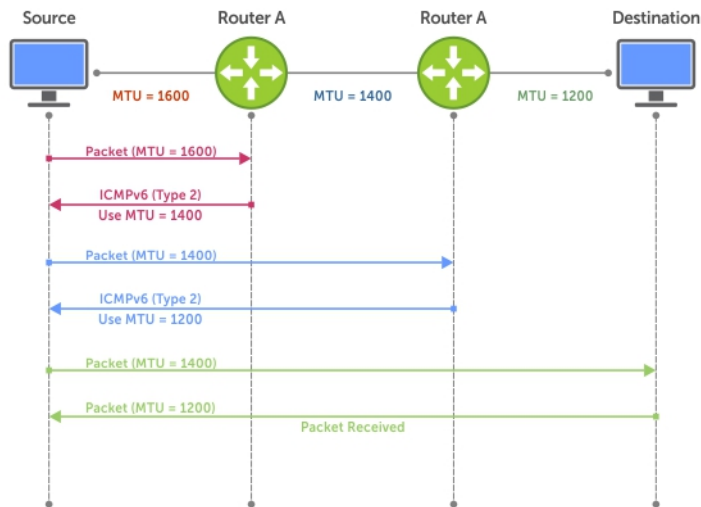 Source
Router A
Router A
Destination
MTU = 1600
MTU = 1400
MTU = 1200
Packet (MTU = 1600)
ICMPv6 (Type 2)
Use MTU = 1400
Packet (MTU = 1400)
ICMPv6 (Type 2)
Use MTU = 1200
Packet (MTU = 1400)
Packet (MTU = 1200)
Packet Received